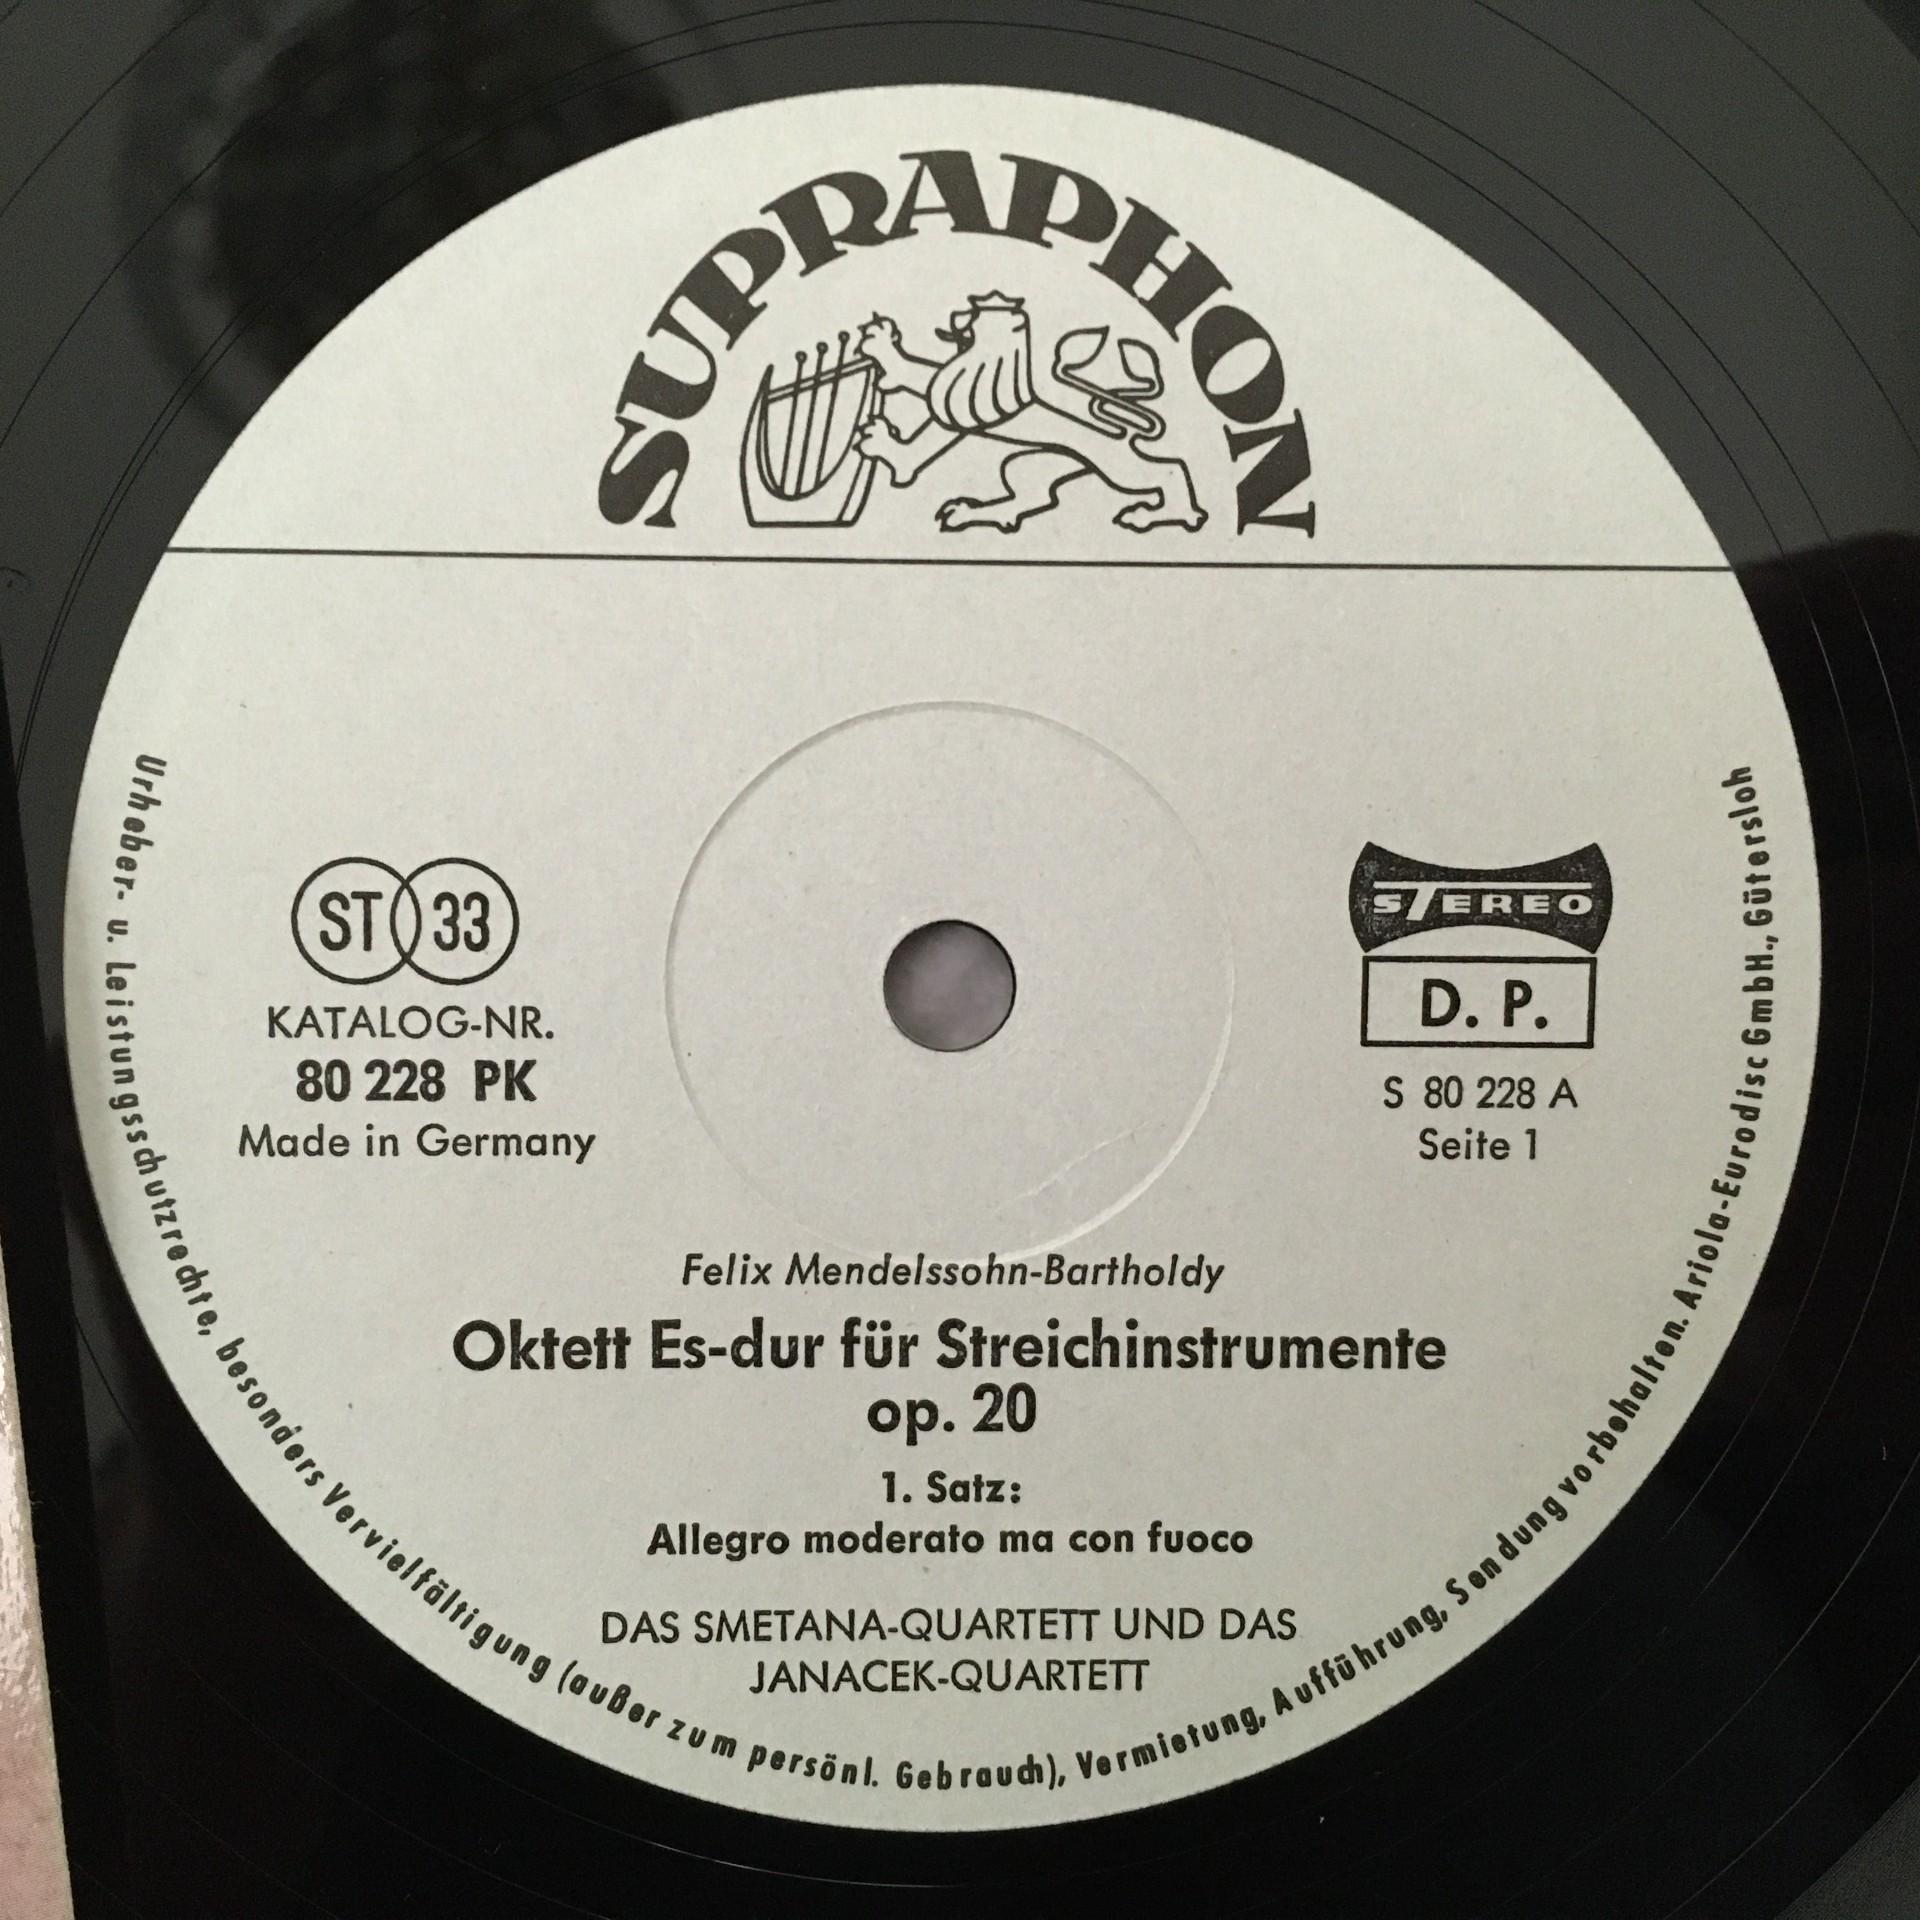 SUPRAPHON
ST 33
KATALOG-NR.
80 228 PK
Made in Germany
STEREO
D. P.
S 80 228 A
Seite 1
Felix Mendelssohn-Bartholdy
Oktett Es-dur für Streichinstrumente
op. 20
1. Satz:
Allegro moderato ma con fuoco
DAS SMETANA-QUARTETT UND DAS
JANACEK-QUARTETT
Urheber- u. Leistungsschutzrechte, besonders Vervielfältigung (außer zum persönl. Gebrauch), Vermietung, Aufführung, Sendung vorbehalten. Ariola-Eurodisc GmbH., Gütersloh